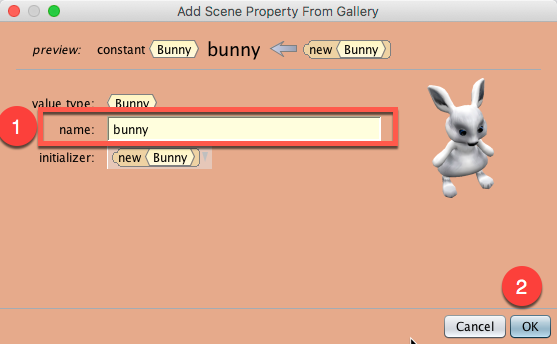 Add Scene Property From Gallery
preview: constant Bunny bunny new Bunny
value type: Bunny
1
name: bunny
initializer: new Bunny
2
Cancel OK